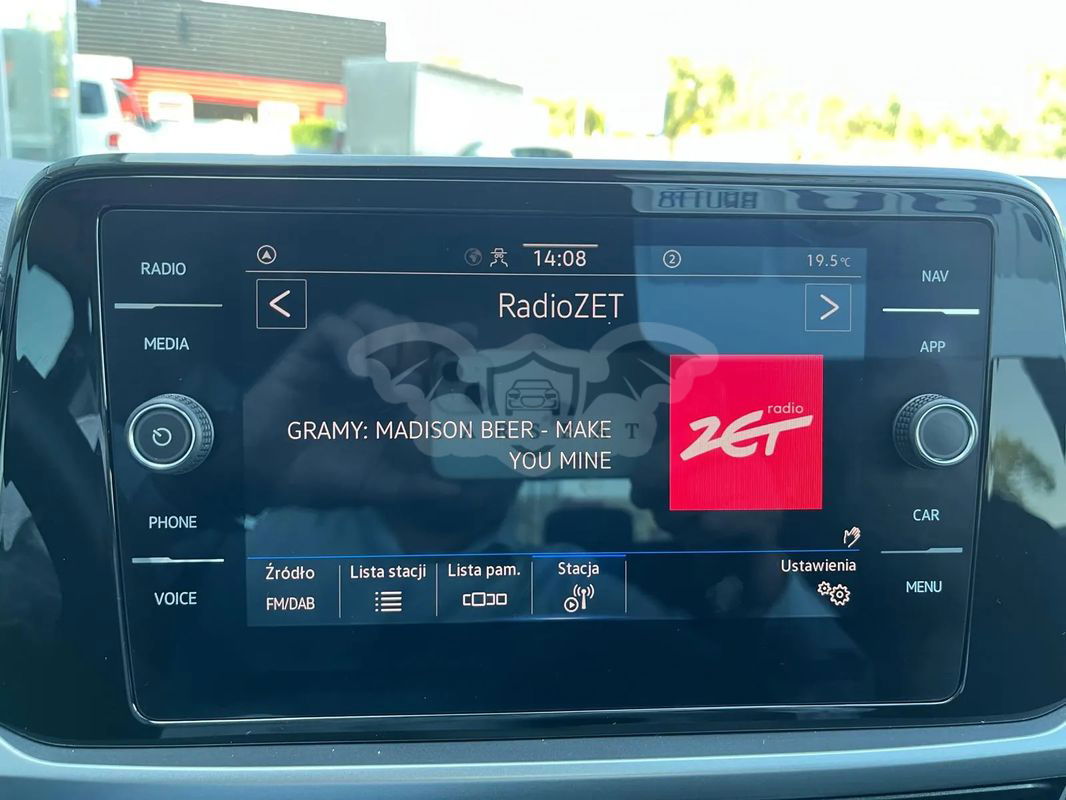 RADIO
MEDIA
PHONE
VOICE
14:08
2
19.5°C
RadioZET
GRAMY: MADISON BEER - MAKE
YOU MINE
radio
ZET
Źródło
FM/DAB
Lista stacji
Lista pam.
Stacja
Ustawienia
NAV
APP
CAR
MENU